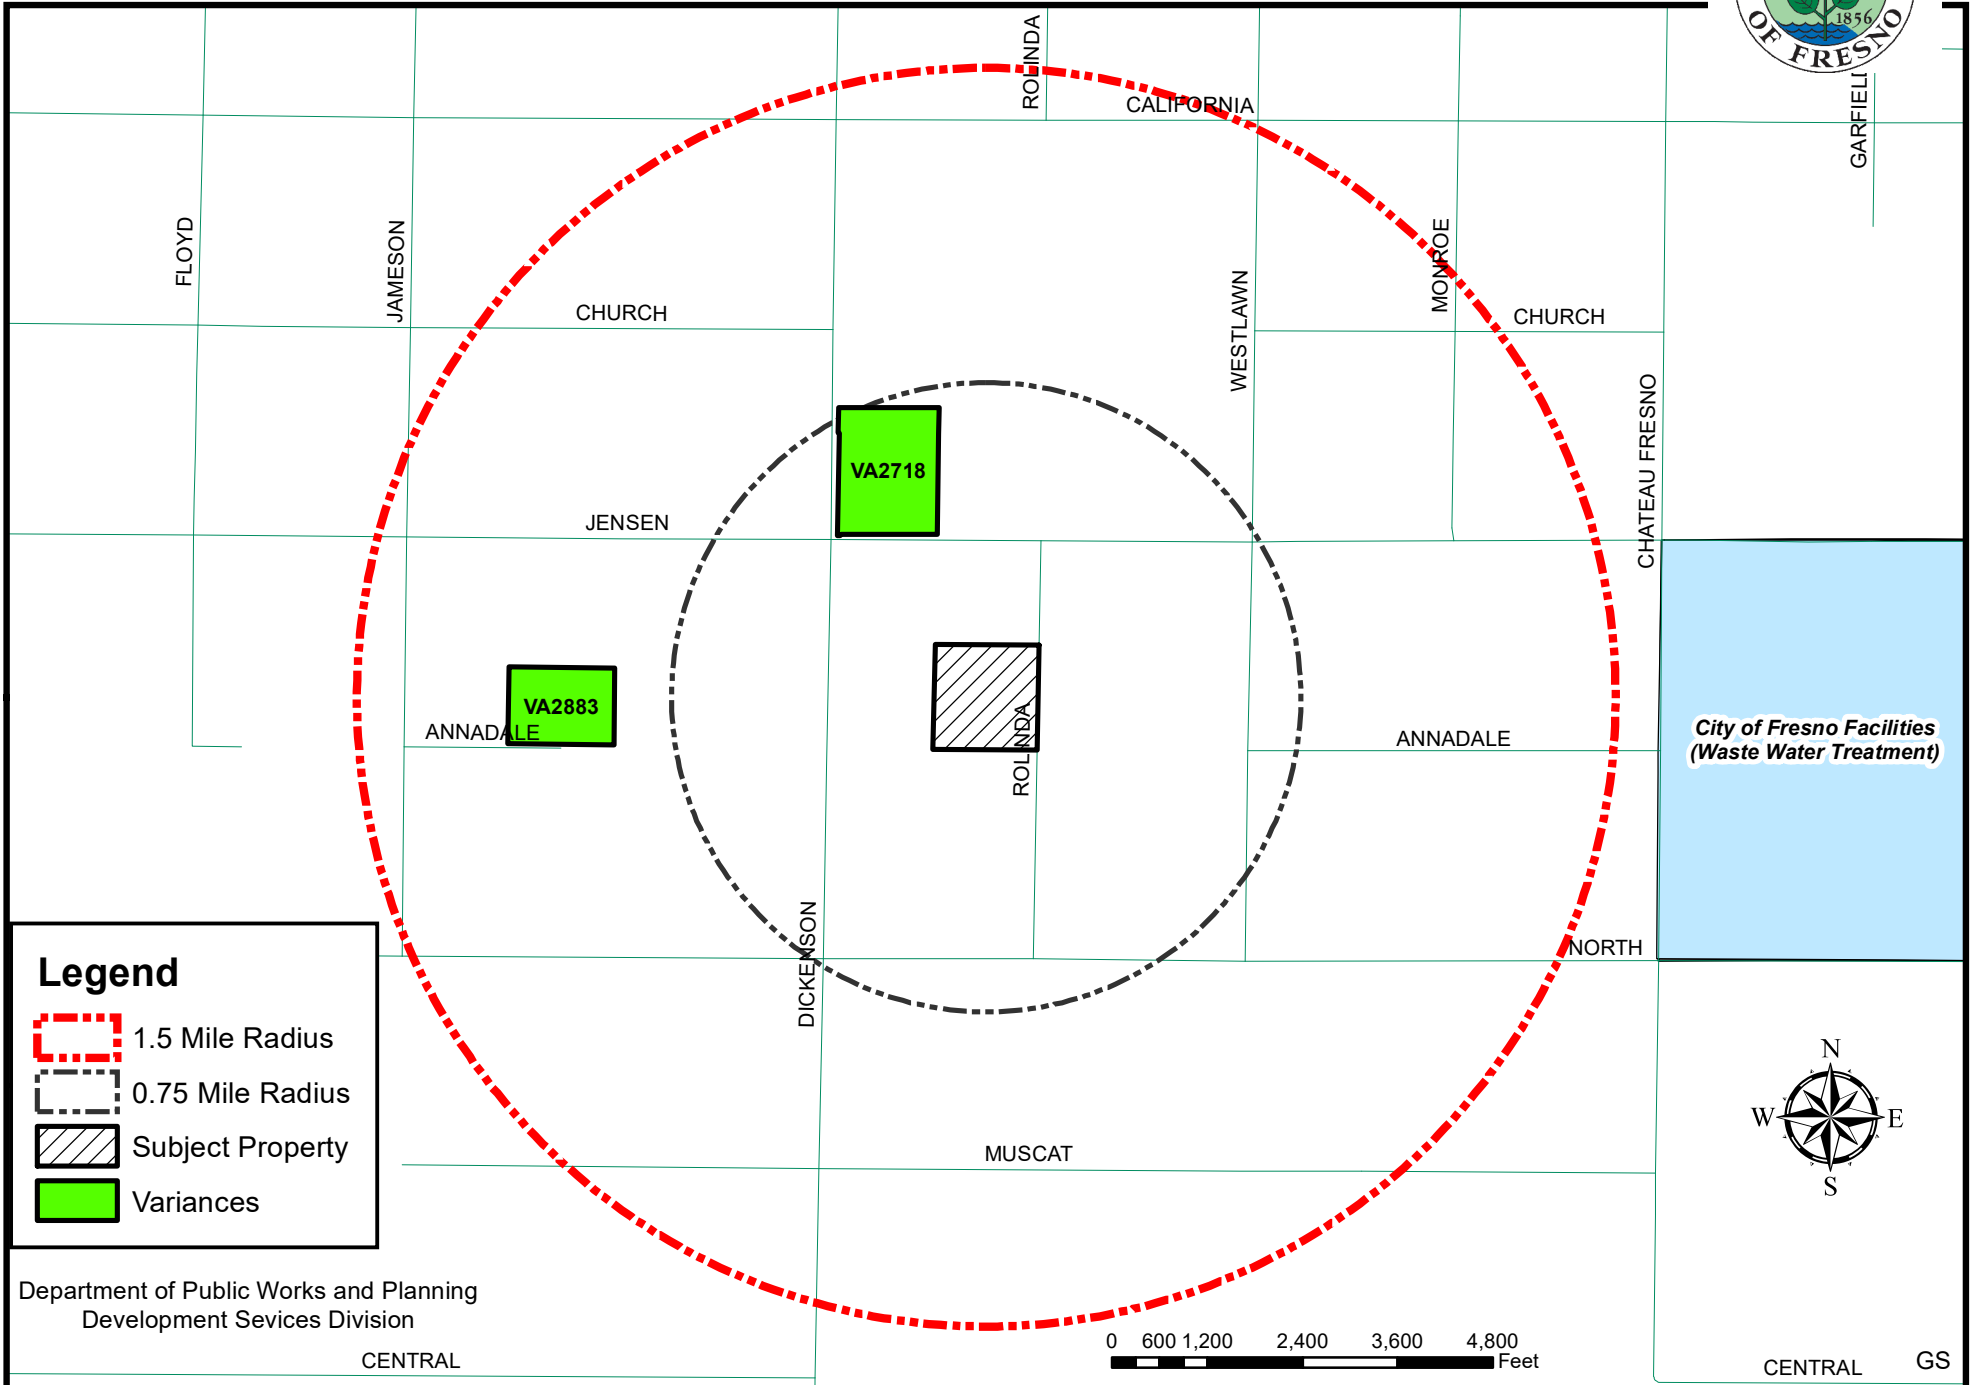 1856
OF FRESNO
ROLINDA
CALIFORNIA
FLOYD
JAMESON
CHURCH
WESTLAWN
MONROE
CHURCH
CHATEAU FRESNO
VA2718
JENSEN
VA2883
ANNADALE
ROLINDA
ANNADALE
City of Fresno Facilities
(Waste Water Treatment)
DICKENSON
NORTH
Legend
1.5 Mile Radius
0.75 Mile Radius
Subject Property
Variances
MUSCAT
N
W
E
S
Department of Public Works and Planning
Development Sevices Division
0 600 1,200 2,400 3,600 4,800
Feet
CENTRAL
CENTRAL
GS